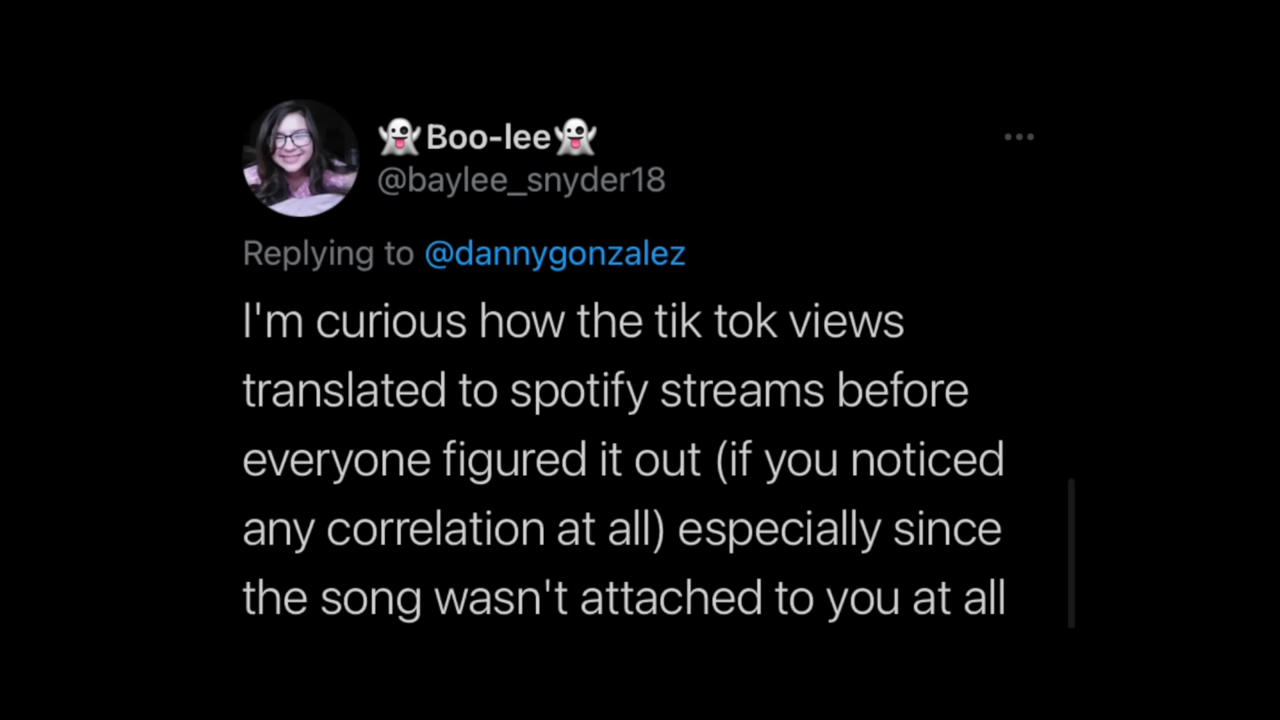 👻Boo-lee👻
@baylee_snyder18
Replying to @dannygonzalez
I'm curious how the tik tok views
translated to spotify streams before
everyone figured it out (if you noticed
any correlation at all) especially since
the song wasn't attached to you at all